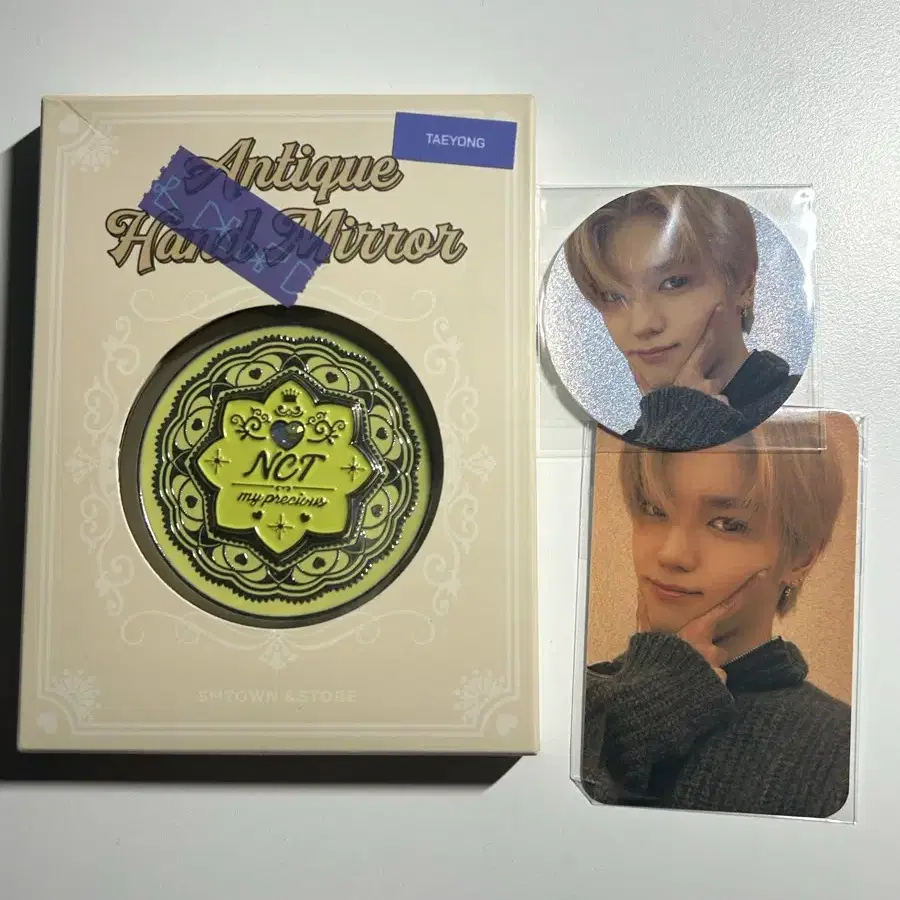 TAEYONG
Antique
Hand Mirror
NCT
my precious
SMTOWN &STORE